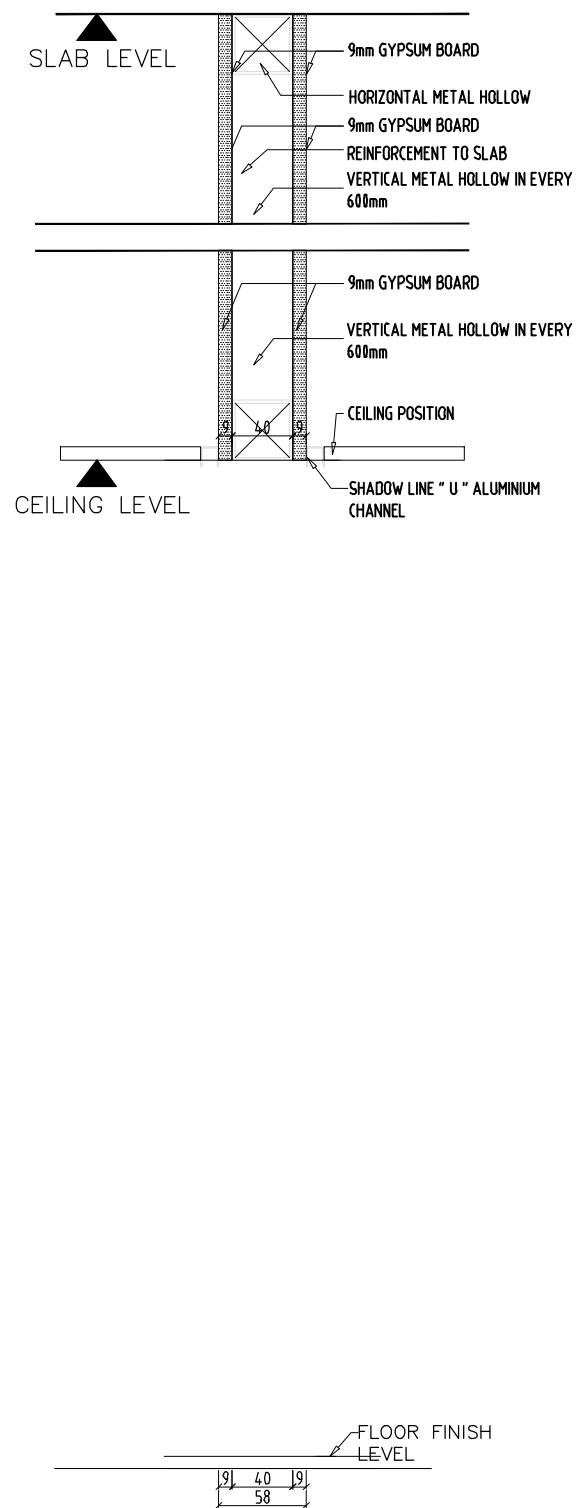 SLAB LEVEL
9mm GYPSUM BOARD
HORIZONTAL METAL HOLLOW
9mm GYPSUM BOARD
REINFORCEMENT TO SLAB
VERTICAL METAL HOLLOW IN EVERY
600mm
9mm GYPSUM BOARD
VERTICAL METAL HOLLOW IN EVERY
600mm
CEILING POSITION
9 40 9
CEILING LEVEL
SHADOW LINE " U " ALUMINIUM
CHANNEL
FLOOR FINISH
LEVEL
9 40 9
58